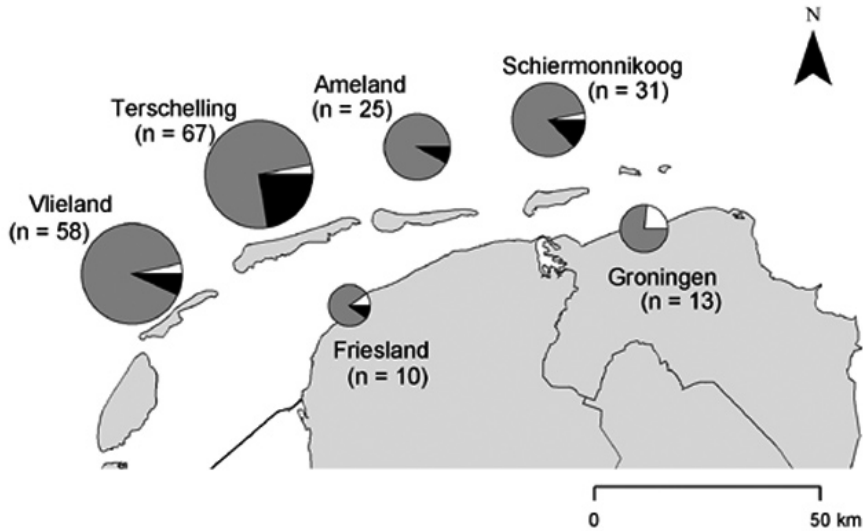 N
Schiermonnikoog
(n = 31)
Ameland
(n = 25)
Terschelling
(n = 67)
Vlieland
(n = 58)
Groningen
(n = 13)
Friesland
(n = 10)
0 50 km